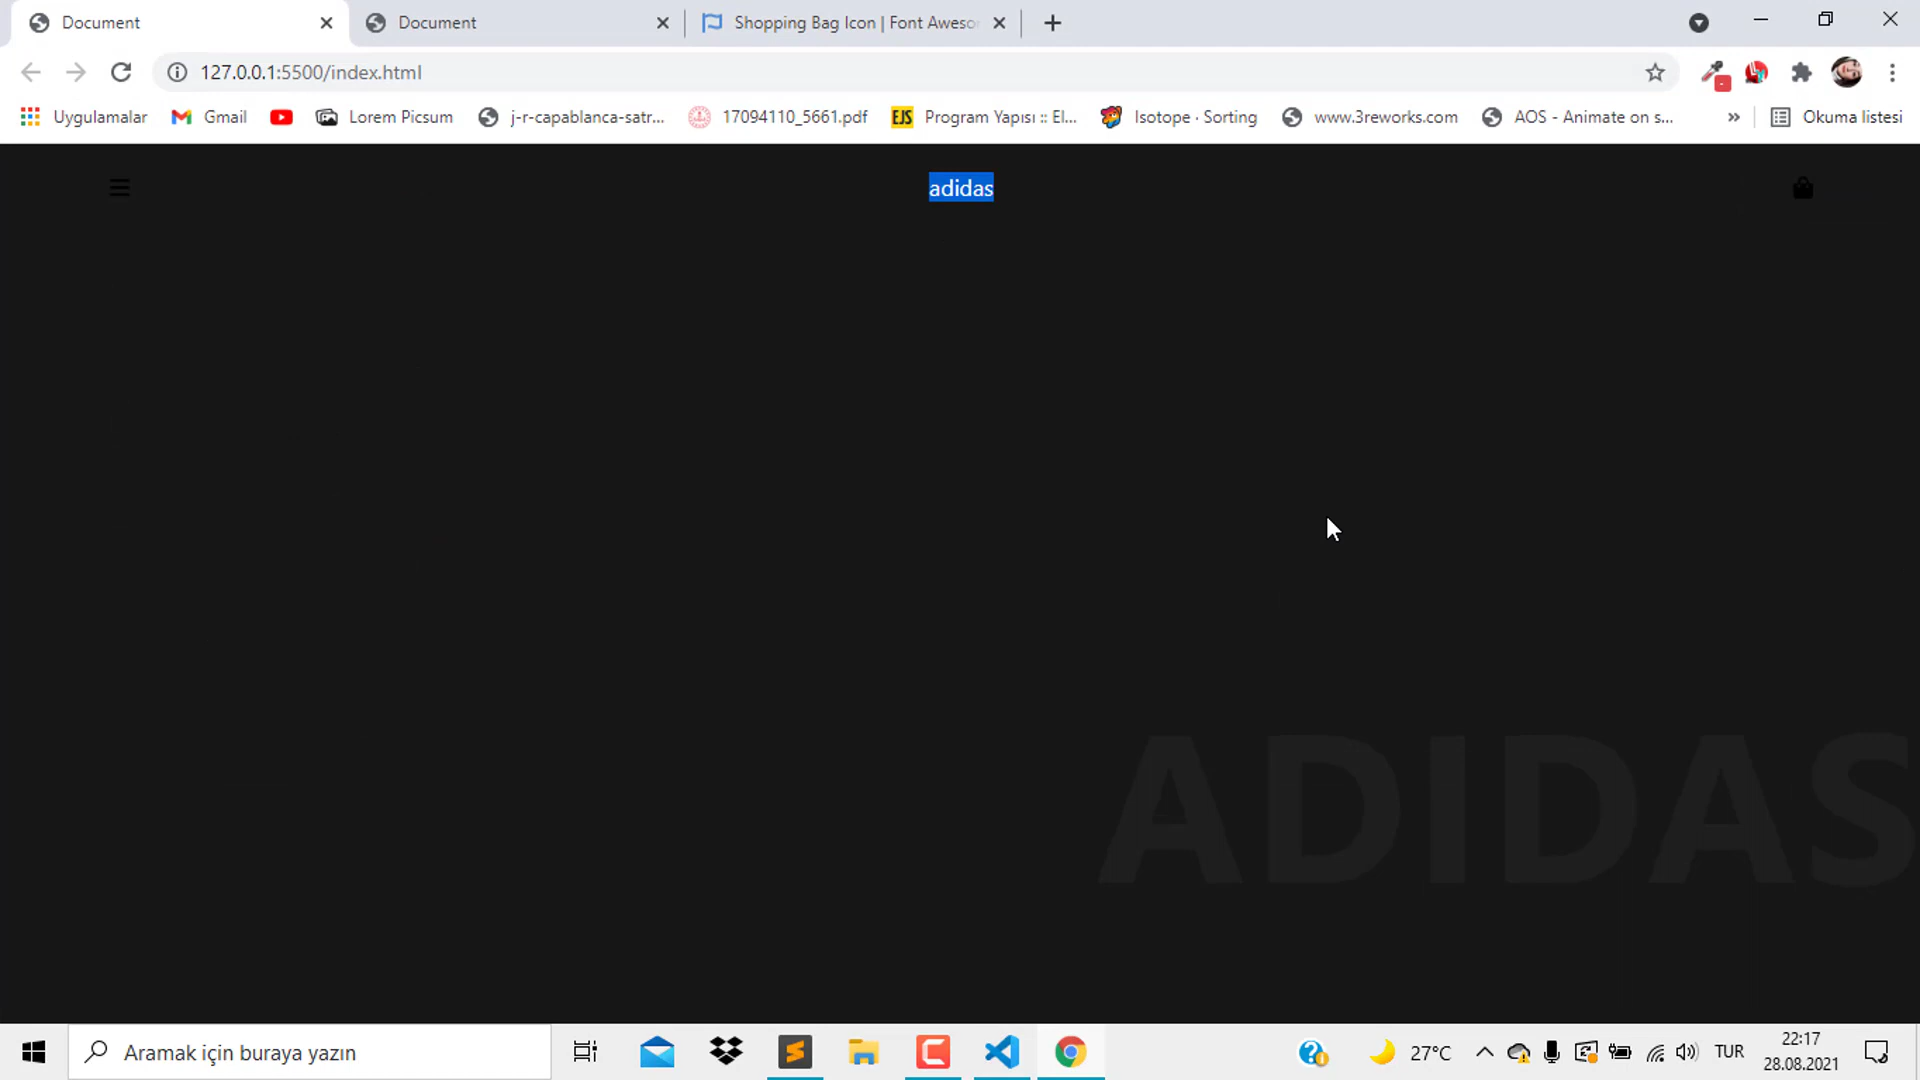 Document
Document
Shopping Bag Icon | Font Aweso
127.0.0.1:5500/index.html
Uygulamalar
Gmail
Lorem Picsum
j-r-capablanca-satr...
17094110_5661.pdf
EJS
Program Yapısı :: El...
Isotope · Sorting
www.3reworks.com
AOS - Animate on s...
»
Okuma listesi
adidas
ADIDAS
Aramak için buraya yazın
27°C
TUR
22:17
28.08.2021